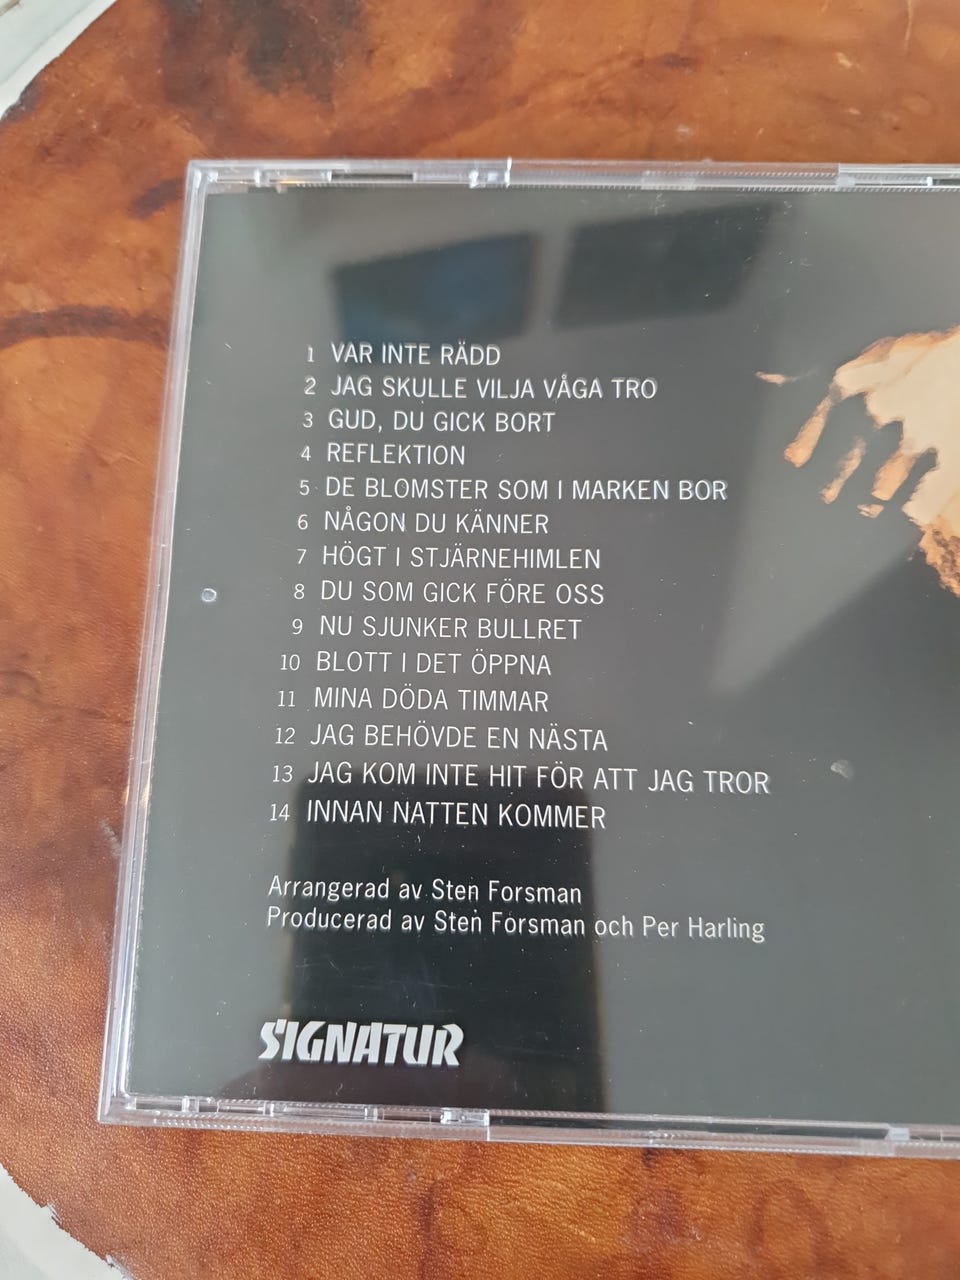 1 VAR INTE RÄDD
2 JAG SKULLE VILJA VÅGA TRO
3 GUD, DU GICK BORT
4 REFLEKTION
5 DE BLOMSTER SOM I MARKEN BOR
6 NÅGON DU KÄNNER
7 HÖGT I STJÄRNEHIMLEN
8 DU SOM GICK FÖRE OSS
9 NU SJUNKER BULLRET
10 BLOTT I DET ÖPPNA
11 MINA DÖDA TIMMAR
12 JAG BEHÖVDE EN NÄSTA
13 JAG KOM INTE HIT FÖR ATT JAG TROR
14 INNAN NATTEN KOMMER
Arrangerad av Sten Forsman
Producerad av Sten Forsman och Per Harling
SIGNATUR